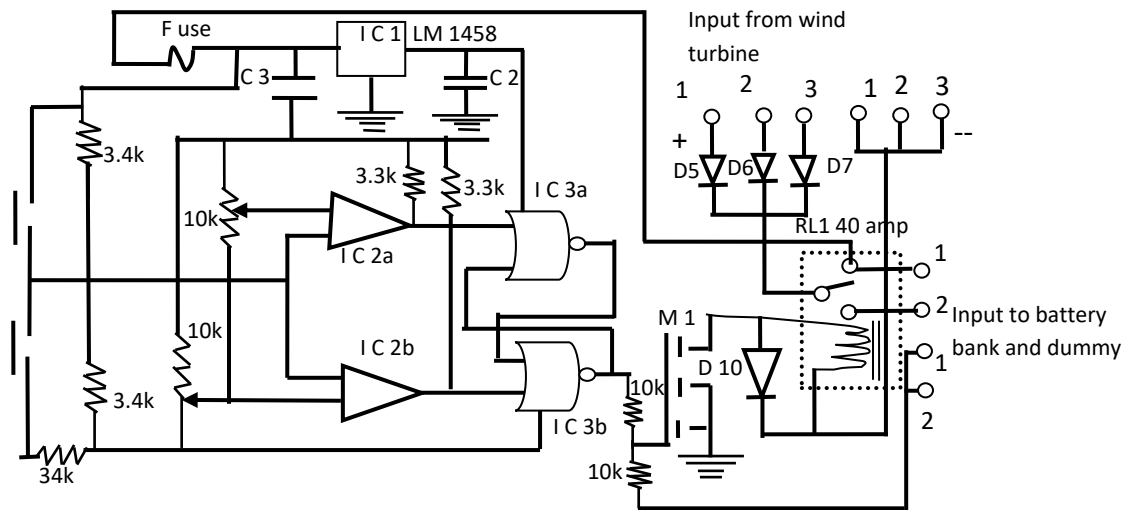 F use
I C 1
LM 1458
C 3
C 2
Input from wind
turbine
1
2
3
1
2
3
+
--
D5
D6
D7
3.4k
3.3k
3.3k
10k
I C 2a
I C 3a
RL1 40 amp
1
2
Input to battery
bank and dummy
1
2
10k
I C 2b
M 1
D 10
3.4k
10k
I C 3b
34k
10k